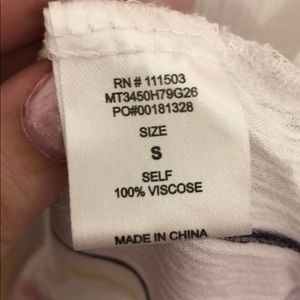 RN # 111503
MT3450H79G26
PO#00181328
SIZE
S
SELF
100% VISCOSE
MADE IN CHINA